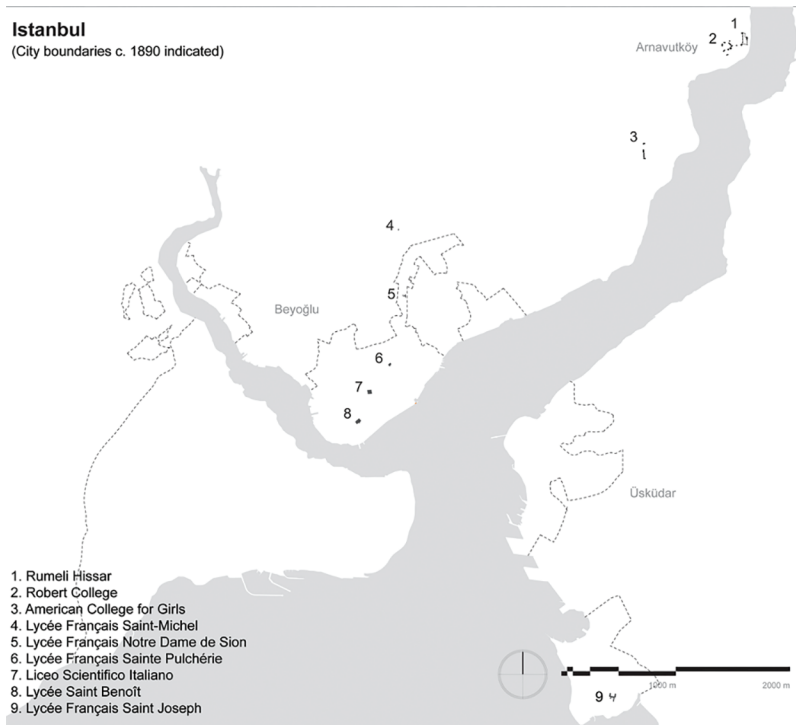 Istanbul
(City boundaries c. 1890 indicated)
1
2
Arnavutköy
3
4
5
Beyoğlu
6
7
8
Üsküdar
1. Rumeli Hissar
2. Robert College
3. American College for Girls
4. Lycée Français Saint-Michel
5. Lycée Français Notre Dame de Sion
6. Lycée Français Sainte Pulchérie
7. Liceo Scientifico Italiano
8. Lycée Saint Benoît
9. Lycée Français Saint Joseph
1000 m
2000 m
9